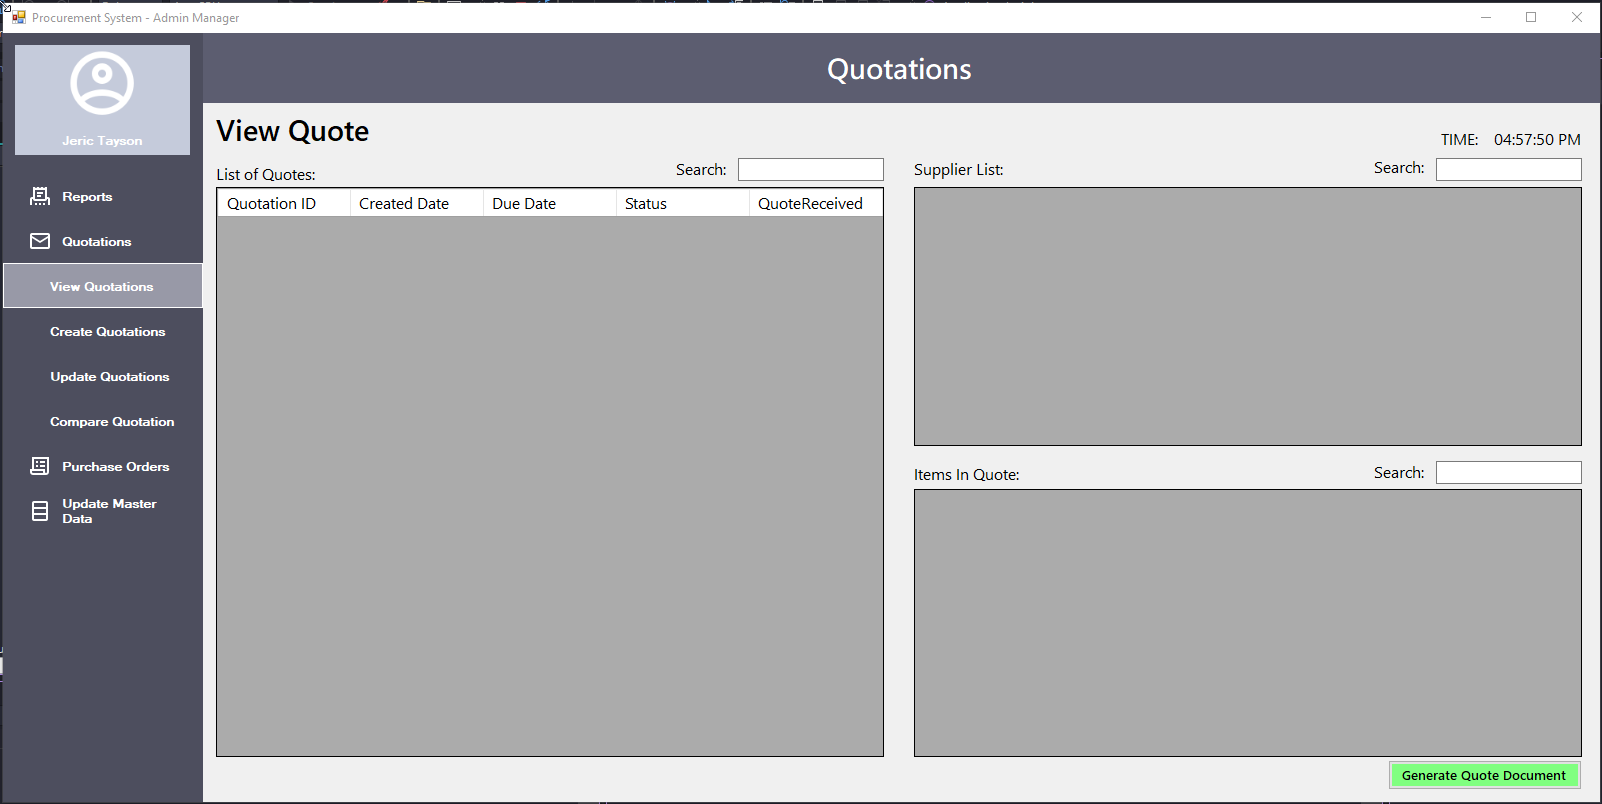 Procurement System - Admin Manager
Jeric Tayson
Reports
Quotations
View Quotations
Create Quotations
Update Quotations
Compare Quotation
Purchase Orders
Update Master
Data
Quotations
View Quote
TIME: 04:57:50 PM
List of Quotes:
Search:
Quotation ID Created Date Due Date Status QuoteReceived
Supplier List:
Search:
Items In Quote:
Search:
Generate Quote Document